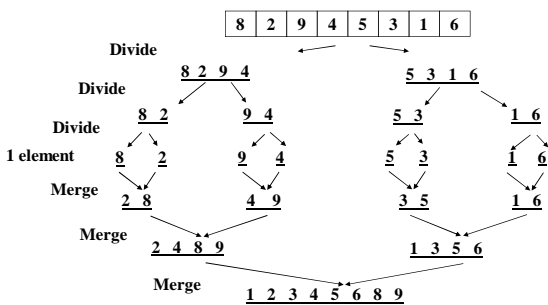 8 2 9 4 5 3 1 6
Divide
8 2 9 4 5 3 1 6
Divide
8 2 9 4 5 3 1 6
Divide
1 element 8 2 9 4 5 3 1 6
Merge
2 8 4 9 3 5 1 6
Merge
2 4 8 9 1 3 5 6
Merge
1 2 3 4 5 6 8 9